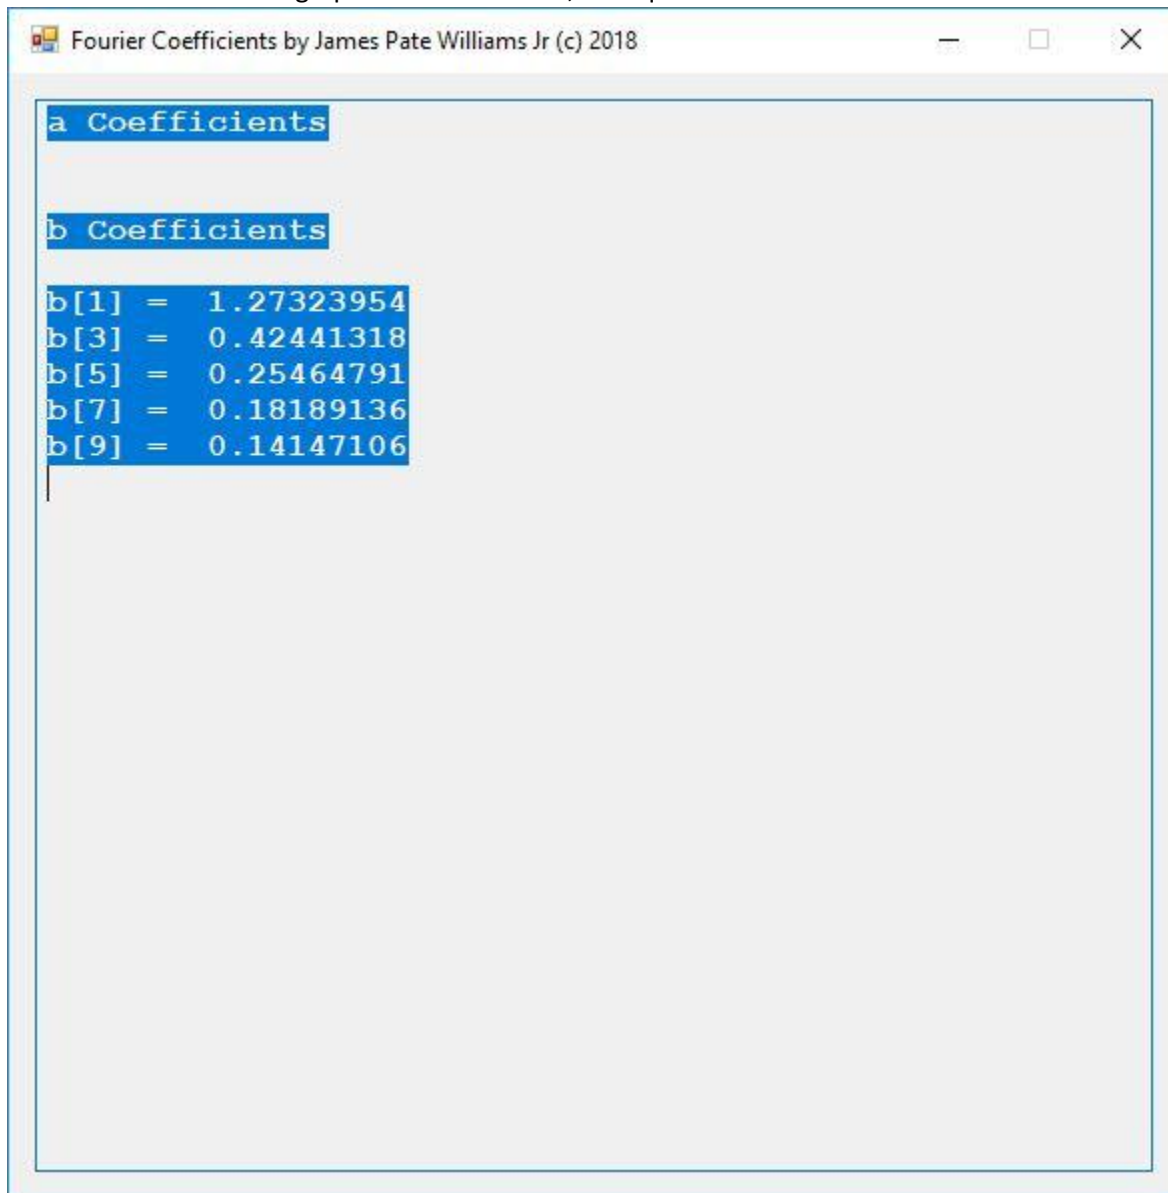 Fourier Coefficients by James Pate Williams Jr (c) 2018
a Coefficients
b Coefficients
b[1] =  1.27323954
b[3] =  0.42441318
b[5] =  0.25464791
b[7] =  0.18189136
b[9] =  0.14147106